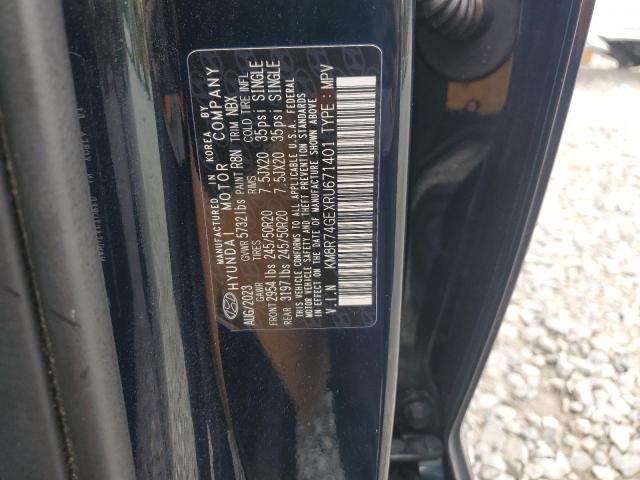 MANUFACTURED IN KOREA BY
HYUNDAI MOTOR COMPANY
AUG/2023 GVWR 5732 lbs PAINT R8N TRIM NBX
GAWR TIRES RIMS COLD TIRE INFL
FRONT 2954 lbs 245/50R20 7.5JX20 35psi SINGLE
REAR 3197 lbs 245/50R20 7.5JX20 35psi SINGLE
THIS VEHICLE CONFORMS TO ALL APPLICABLE U.S.A. FEDERAL
MOTOR VEHICLE SAFETY AND THEFT PREVENTION STANDARDS
IN EFFECT ON THE DATE OF MANUFACTURE SHOWN ABOVE.
V.I.N KM8R74GEXRU671401 TYPE : MPV